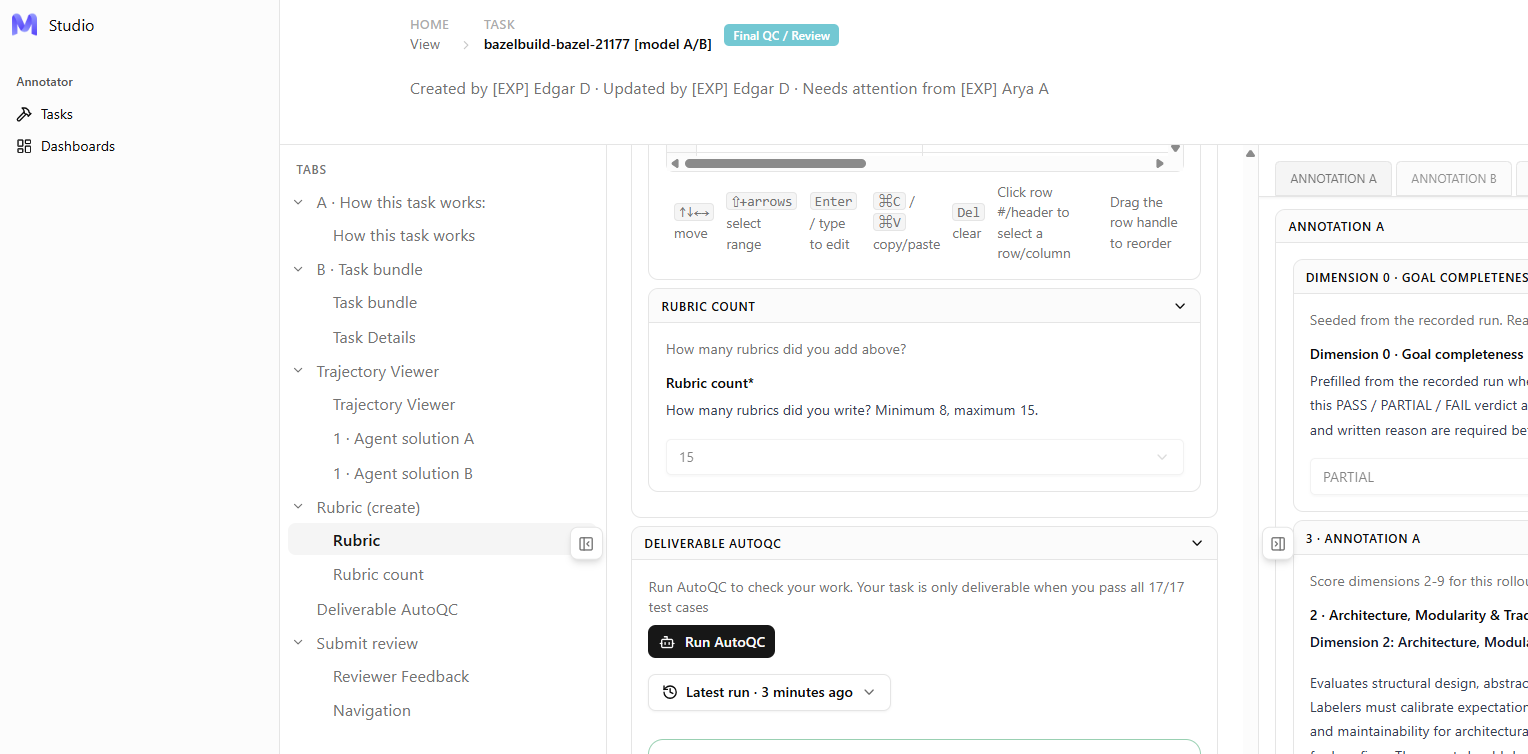 Studio
Annotator
Tasks
Dashboards
HOME
View
TASK
bazelbuild-bazel-21177 [model A/B]
Final QC / Review
Created by [EXP] Edgar D · Updated by [EXP] Edgar D · Needs attention from [EXP] Arya A
TABS
A · How this task works:
How this task works
B · Task bundle
Task bundle
Task Details
Trajectory Viewer
Trajectory Viewer
1 · Agent solution A
1 · Agent solution B
Rubric (create)
Rubric
Rubric count
Deliverable AutoQC
Submit review
Reviewer Feedback
Navigation
↑↓↔
move
⇧+arrows
select
range
Enter
/ type
to edit
⌘C /
⌘V
copy/paste
Del
clear
Click row
#/header to
select a
row/column
Drag the
row handle
to reorder
RUBRIC COUNT
How many rubrics did you add above?
Rubric count*
How many rubrics did you write? Minimum 8, maximum 15.
15
DELIVERABLE AUTOQC
Run AutoQC to check your work. Your task is only deliverable when you pass all 17/17
test cases
Run AutoQC
Latest run · 3 minutes ago
ANNOTATION A
ANNOTATION B
ANNOTATION A
DIMENSION 0 · GOAL COMPLETENES
Seeded from the recorded run. Rea
Dimension 0 · Goal completeness
Prefilled from the recorded run whe
this PASS / PARTIAL / FAIL verdict a
and written reason are required be
PARTIAL
3 · ANNOTATION A
Score dimensions 2-9 for this rollou
2 · Architecture, Modularity & Trad
Dimension 2: Architecture, Modula
Evaluates structural design, abstrac
Labelers must calibrate expectation
and maintainability for architectura